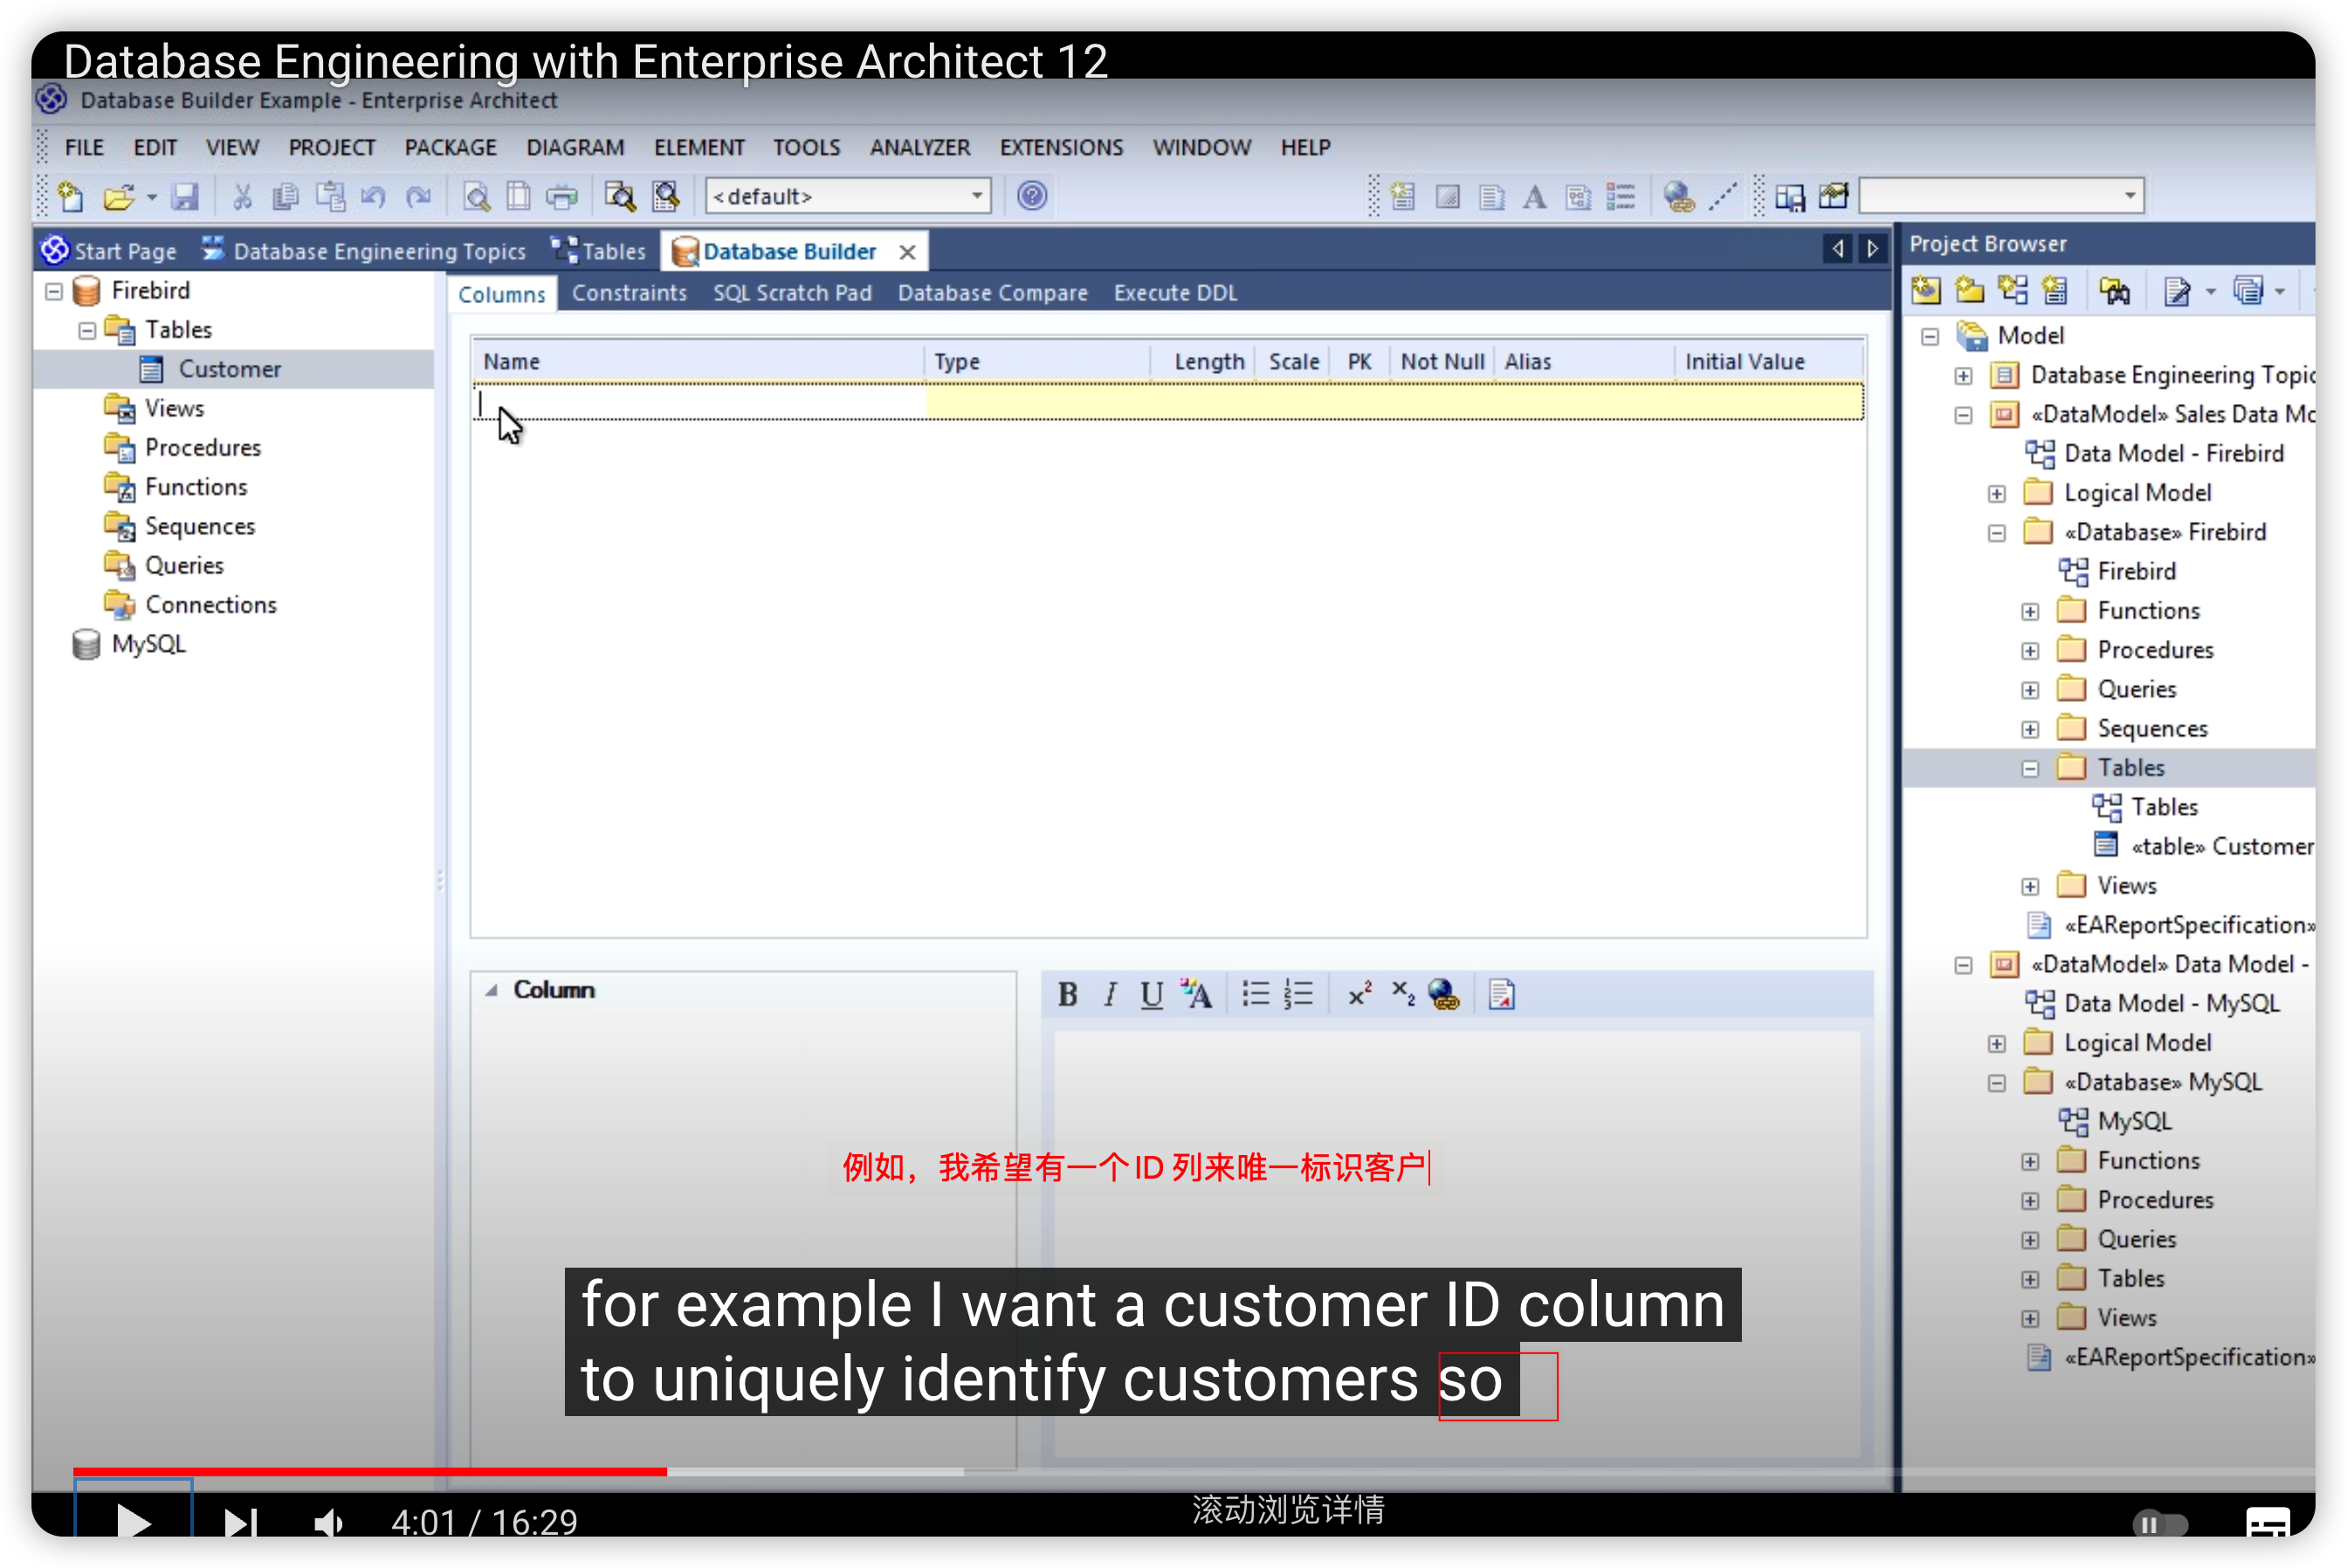 Database Engineering with Enterprise Architect 12
Database Builder Example - Enterprise Architect
FILE EDIT VIEW PROJECT PACKAGE DIAGRAM ELEMENT TOOLS ANALYZER EXTENSIONS WINDOW HELP
<default>
Start Page Database Engineering Topics Tables Database Builder
Firebird
Tables
Customer
Views
Procedures
Functions
Sequences
Queries
Connections
MySQL
Columns Constraints SQL Scratch Pad Database Compare Execute DDL
Name Type Length Scale PK Not Null Alias Initial Value
Column
B I U A x² x₂
Project Browser
Model
Database Engineering Topic
«DataModel» Sales Data Mo
Data Model - Firebird
Logical Model
«Database» Firebird
Firebird
Functions
Procedures
Queries
Sequences
Tables
Tables
«table» Customer
Views
«EAReportSpecification»
«DataModel» Data Model -
Data Model - MySQL
Logical Model
«Database» MySQL
MySQL
Functions
Procedures
Queries
Tables
Views
«EAReportSpecification»
例如，我希望有一个ID 列来唯一标识客户
for example I want a customer ID column
to uniquely identify customers so
4:01 / 16:29
滚动浏览详情